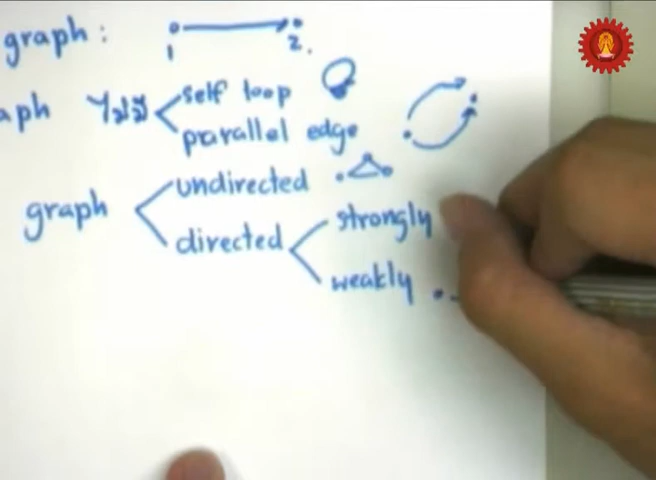 graph :
1 2.
aph ไม่มี self loop
parallel edge
graph undirected
directed strongly
weakly